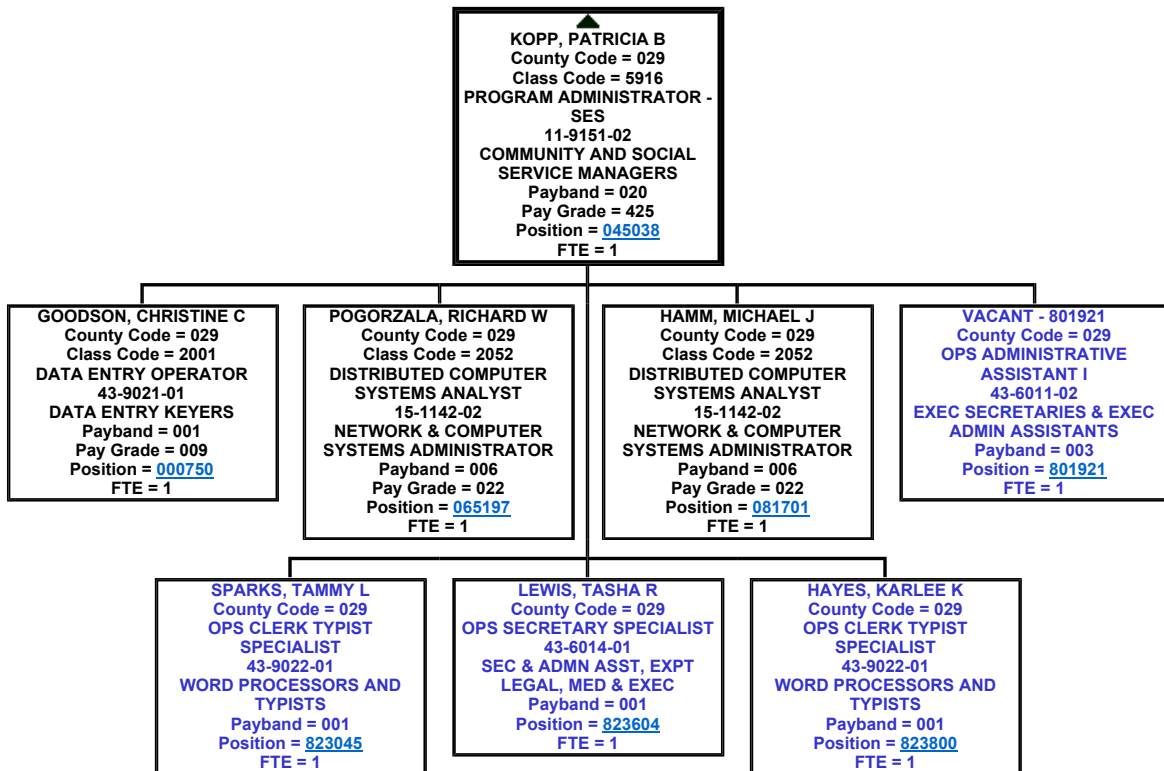 KOPP, PATRICIA B
County Code = 029
Class Code = 5916
PROGRAM ADMINISTRATOR -
SES
11-9151-02
COMMUNITY AND SOCIAL
SERVICE MANAGERS
Payband = 020
Pay Grade = 425
Position = 045038
FTE = 1
GOODSON, CHRISTINE C
County Code = 029
Class Code = 2001
DATA ENTRY OPERATOR
43-9021-01
DATA ENTRY KEYERS
Payband = 001
Pay Grade = 009
Position = 000750
FTE = 1
POGORZALA, RICHARD W
County Code = 029
Class Code = 2052
DISTRIBUTED COMPUTER
SYSTEMS ANALYST
15-1142-02
NETWORK & COMPUTER
SYSTEMS ADMINISTRATOR
Payband = 006
Pay Grade = 022
Position = 065197
FTE = 1
HAMM, MICHAEL J
County Code = 029
Class Code = 2052
DISTRIBUTED COMPUTER
SYSTEMS ANALYST
15-1142-02
NETWORK & COMPUTER
SYSTEMS ADMINISTRATOR
Payband = 006
Pay Grade = 022
Position = 081701
FTE = 1
VACANT - 801921
County Code = 029
OPS ADMINISTRATIVE
ASSISTANT I
43-6011-02
EXEC SECRETARIES & EXEC
ADMIN ASSISTANTS
Payband = 003
Position = 801921
FTE = 1
SPARKS, TAMMY L
County Code = 029
OPS CLERK TYPIST
SPECIALIST
43-9022-01
WORD PROCESSORS AND
TYPISTS
Payband = 001
Position = 823045
FTE = 1
LEWIS, TASHA R
County Code = 029
OPS SECRETARY SPECIALIST
43-6014-01
SEC & ADMN ASST, EXPT
LEGAL, MED & EXEC
Payband = 001
Position = 823604
FTE = 1
HAYES, KARLEE K
County Code = 029
OPS CLERK TYPIST
SPECIALIST
43-9022-01
WORD PROCESSORS AND
TYPISTS
Payband = 001
Position = 823800
FTE = 1